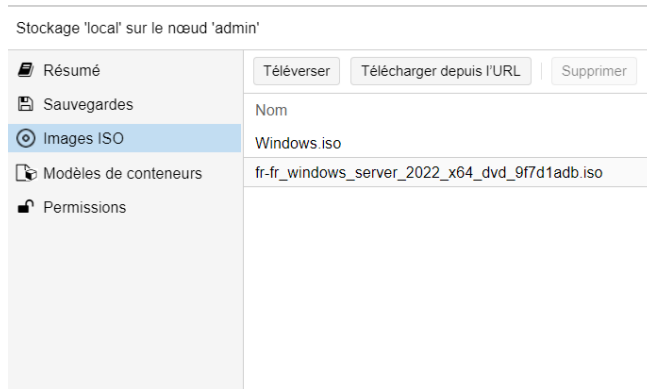 Stockage 'local' sur le nœud 'admin'
Résumé
Sauvegardes
Images ISO
Modèles de conteneurs
Permissions
Téléverser
Télécharger depuis l'URL
Supprimer
Nom
Windows.iso
fr-fr_windows_server_2022_x64_dvd_9f7d1adb.iso